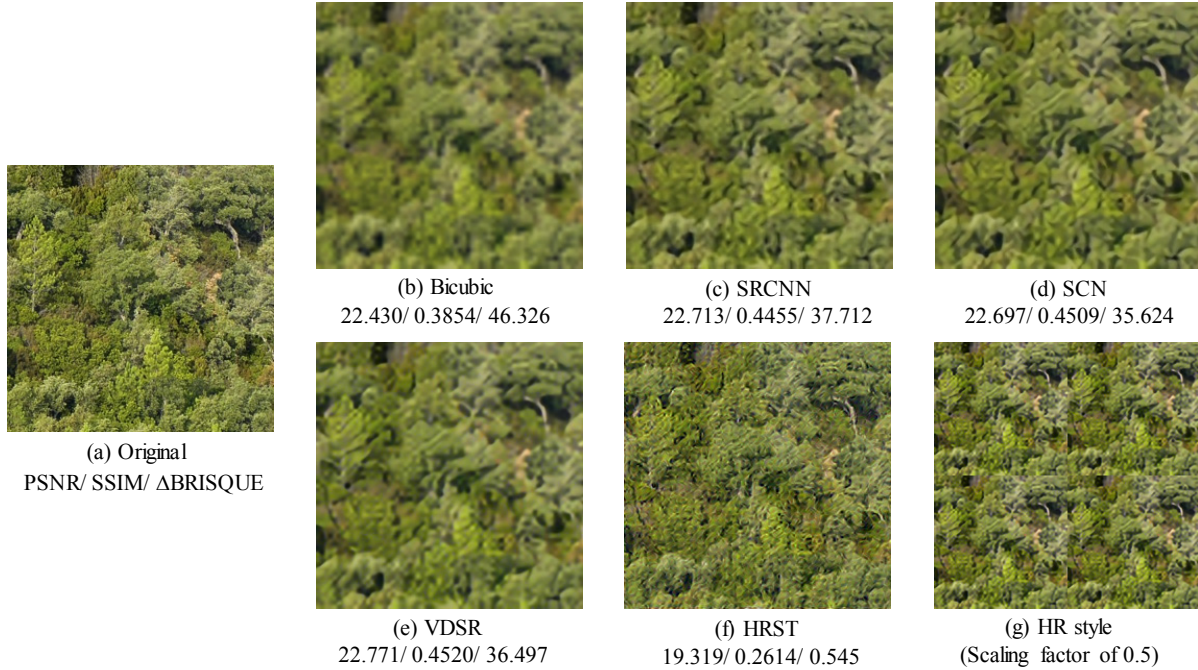 (b) Bicubic
22.430/ 0.3854/ 46.326
(c) SRCNN
22.713/ 0.4455/ 37.712
(d) SCN
22.697/ 0.4509/ 35.624
(a) Original
PSNR/ SSIM/ ΔBRISQUE
(e) VDSR
22.771/ 0.4520/ 36.497
(f) HRST
19.319/ 0.2614/ 0.545
(g) HR style
(Scaling factor of 0.5)